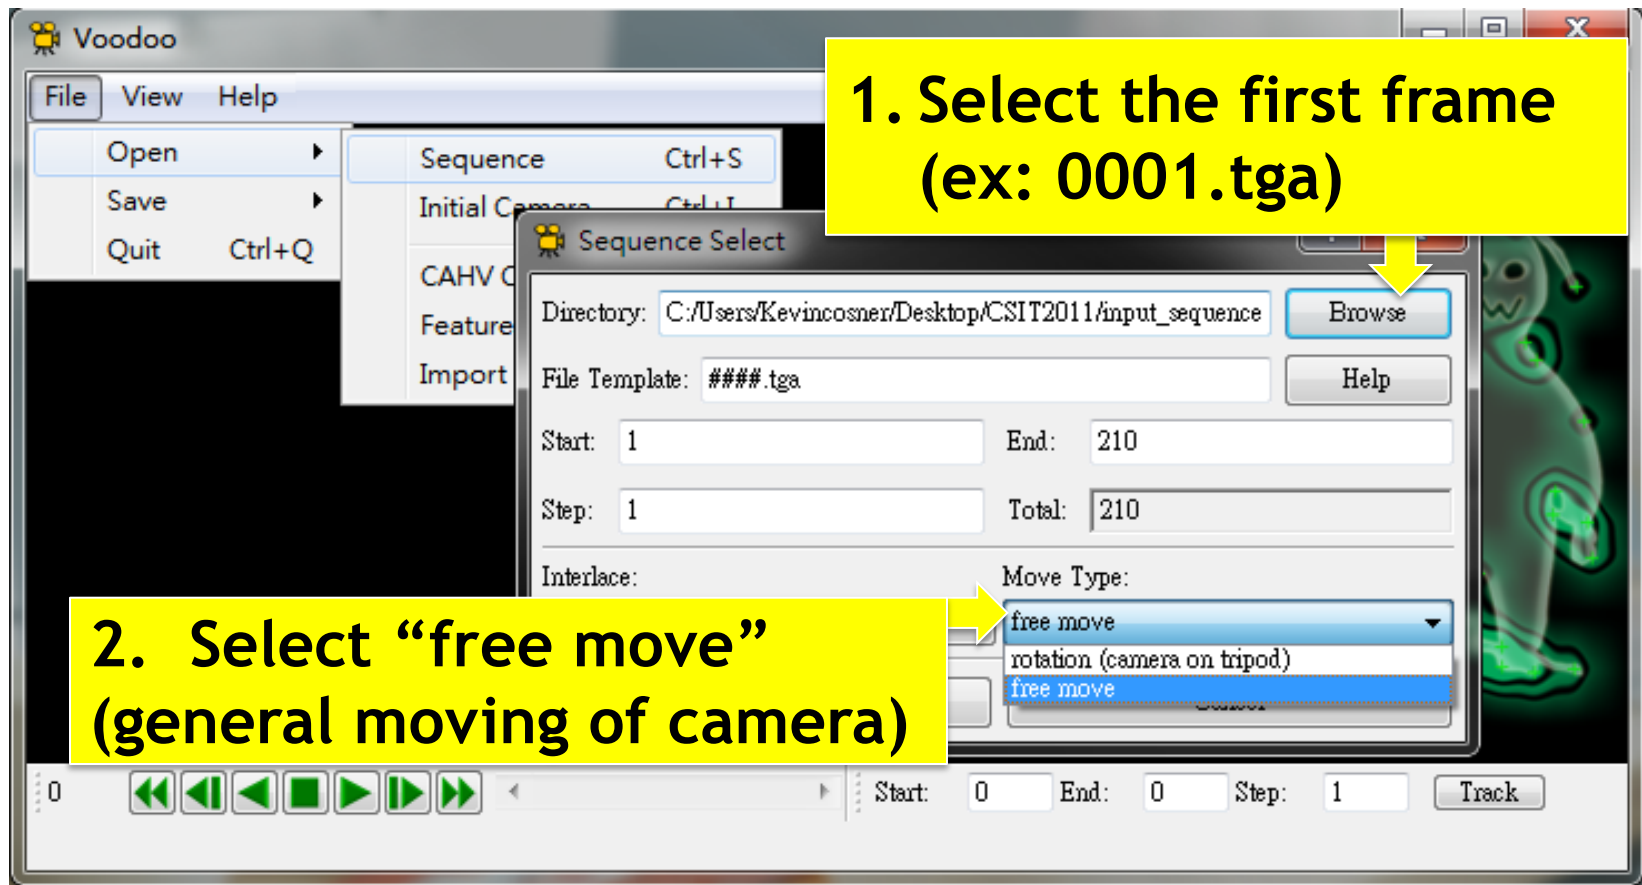 Voodoo
File View Help
1. Select the first frame
(ex: 0001.tga)
Open
Save
Quit Ctrl+Q
Sequence Ctrl+S
Initial Camera Ctrl+I
CAHV
Feature
Import
Sequence Select
Directory: C:/Users/Kevincosner/Desktop/CSIT2011/input_sequence Browse
File Template: ####.tga Help
Start: 1 End: 210
Step: 1 Total: 210
Interlace: Move Type:
free move
rotation (camera on tripod)
free move
Cancel
2. Select “free move”
(general moving of camera)
0 Start: 0 End: 0 Step: 1 Track